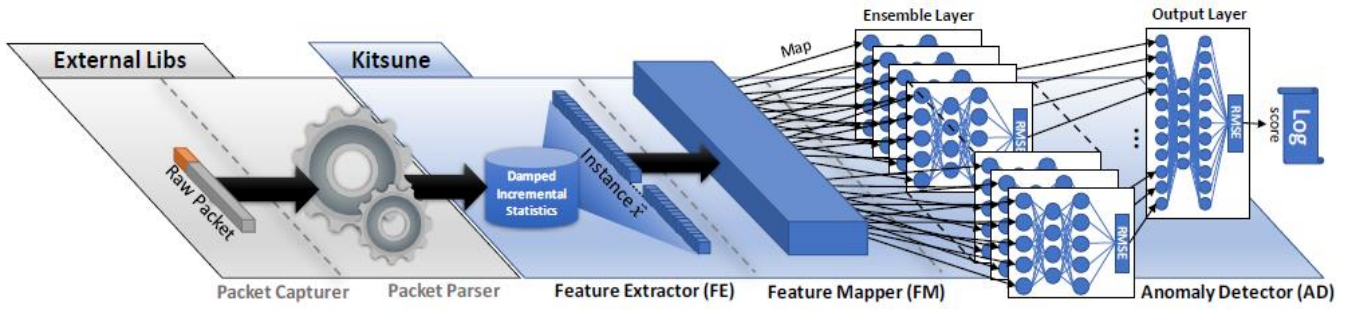 Ensemble Layer
Output Layer
External Libs
Kitsune
Map
Raw Packet
Damped
Incremental
Statistics
Instance x⃗
RMSE
RMSE
RMSE
Log
score
Packet Capturer
Packet Parser
Feature Extractor (FE)
Feature Mapper (FM)
Anomaly Detector (AD)